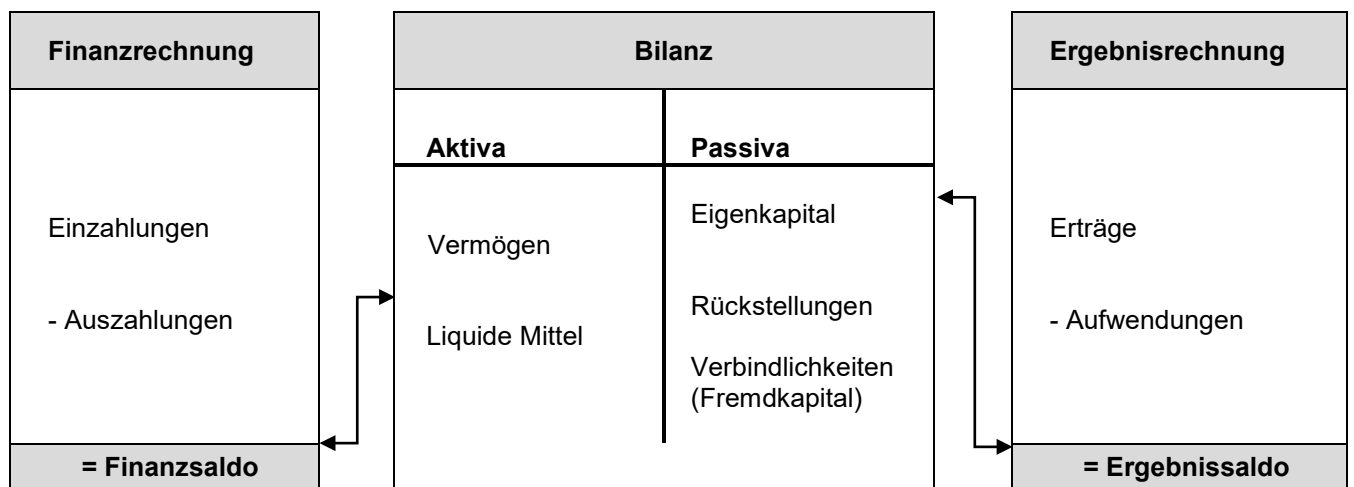 Finanzrechnung
Einzahlungen
- Auszahlungen
= Finanzsaldo
Bilanz
Aktiva
Vermögen
Liquide Mittel
Passiva
Eigenkapital
Rückstellungen
Verbindlichkeiten
(Fremdkapital)
Ergebnisrechnung
Erträge
- Aufwendungen
= Ergebnissaldo